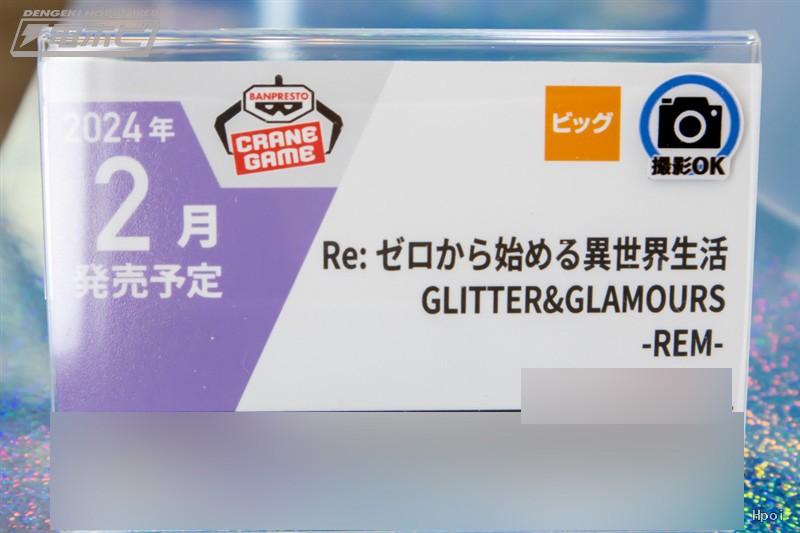 DENGEKI HOBBY WEB
電ホビ
BANPRESTO
CRANE
GAME
ビッグ
撮影OK
2024年
2月
発売予定
Re: ゼロから始める異世界生活
GLITTER&GLAMOURS
-REM-
Hpoi